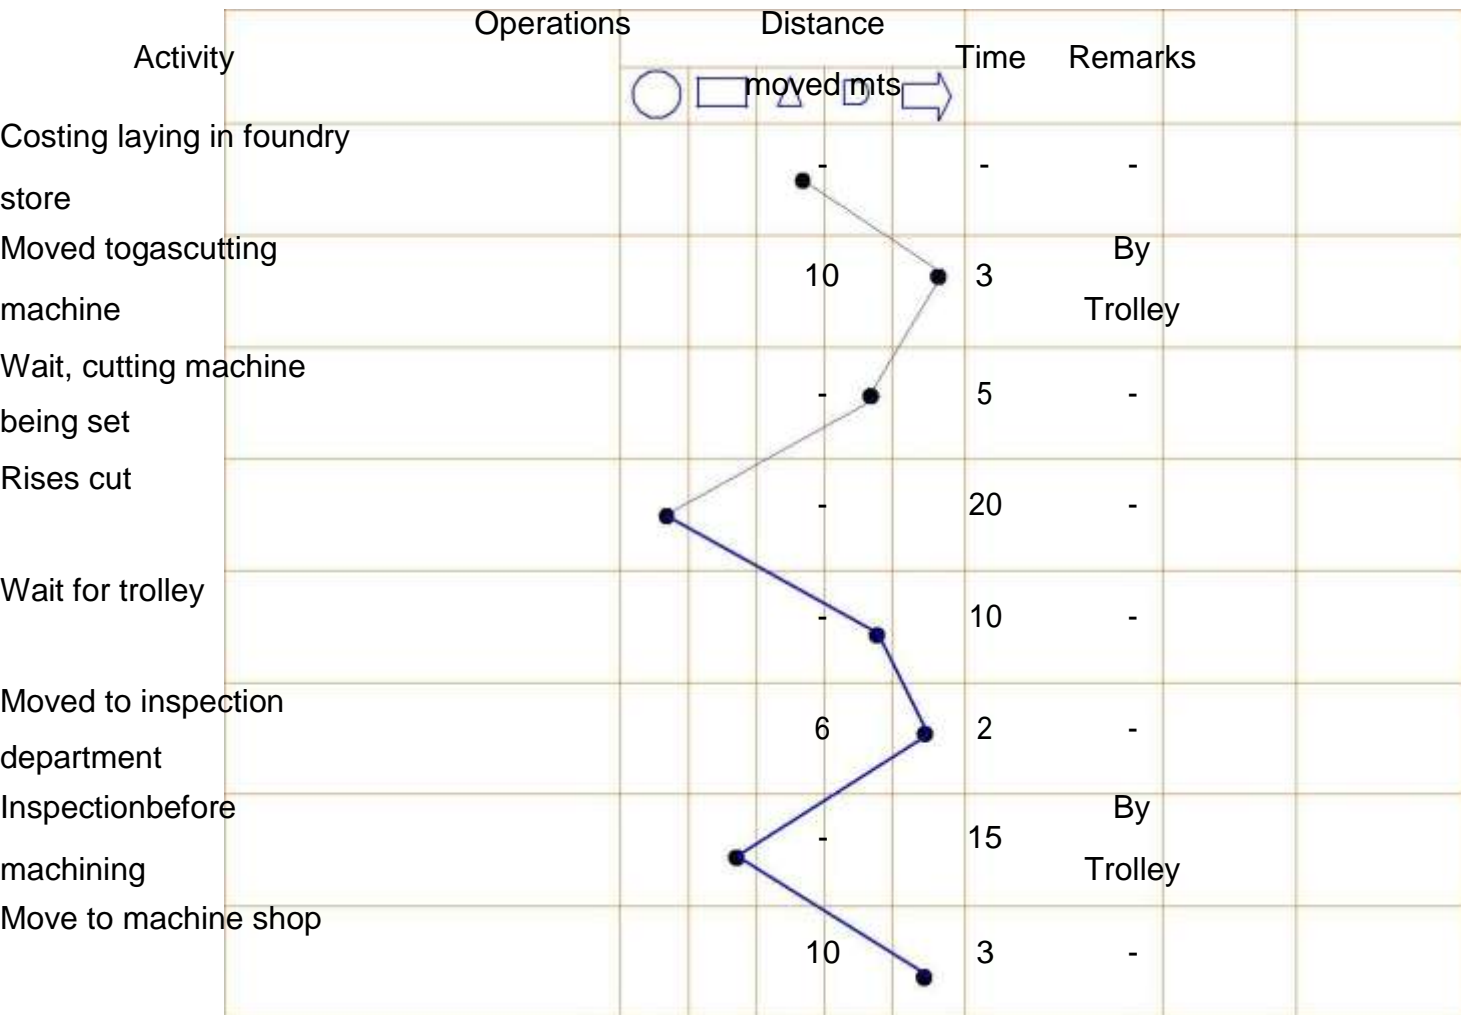 Operations Distance
Activity Time Remarks
moved mts
Costing laying in foundry
- - -
store
Moved togascutting By
10 3
machine Trolley
Wait, cutting machine
- 5 -
being set
Rises cut
- 20 -
Wait for trolley
- 10 -
Moved to inspection
6 2 -
department
Inspectionbefore By
- 15
machining Trolley
Move to machine shop
10 3 -